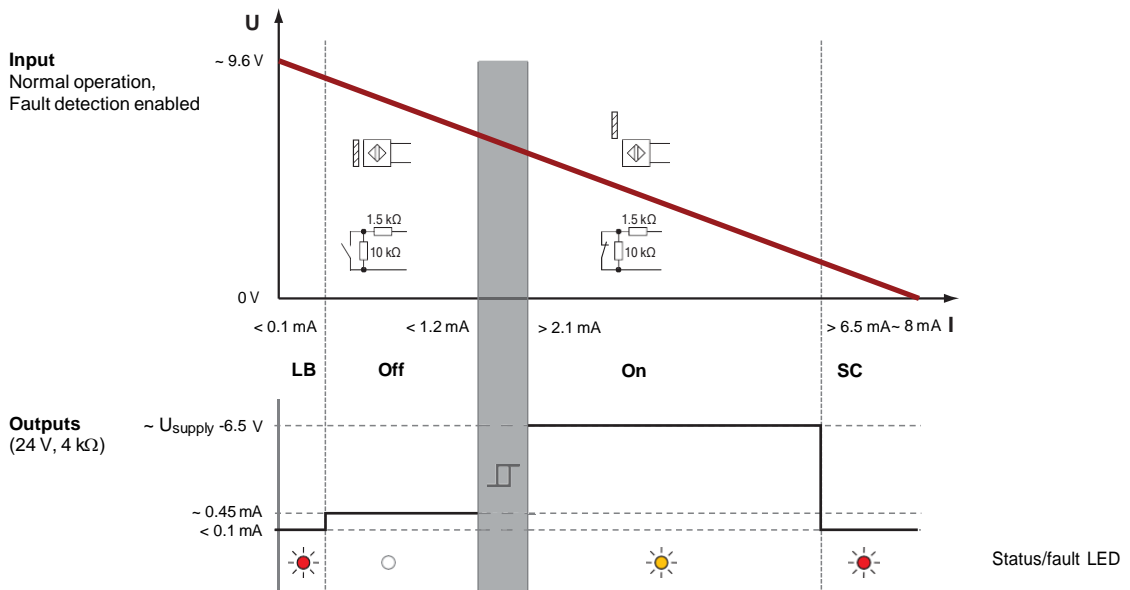 U
Input
Normal operation,
Fault detection enabled
~ 9.6 V
1.5 kΩ
10 kΩ
1.5 kΩ
10 kΩ
0 V
< 0.1 mA
< 1.2 mA
> 2.1 mA
> 6.5 mA
~ 8 mA
I
LB
Off
On
SC
Outputs
(24 V, 4 kΩ)
~ Usupply -6.5 V
~ 0.45 mA
< 0.1 mA
Status/fault LED